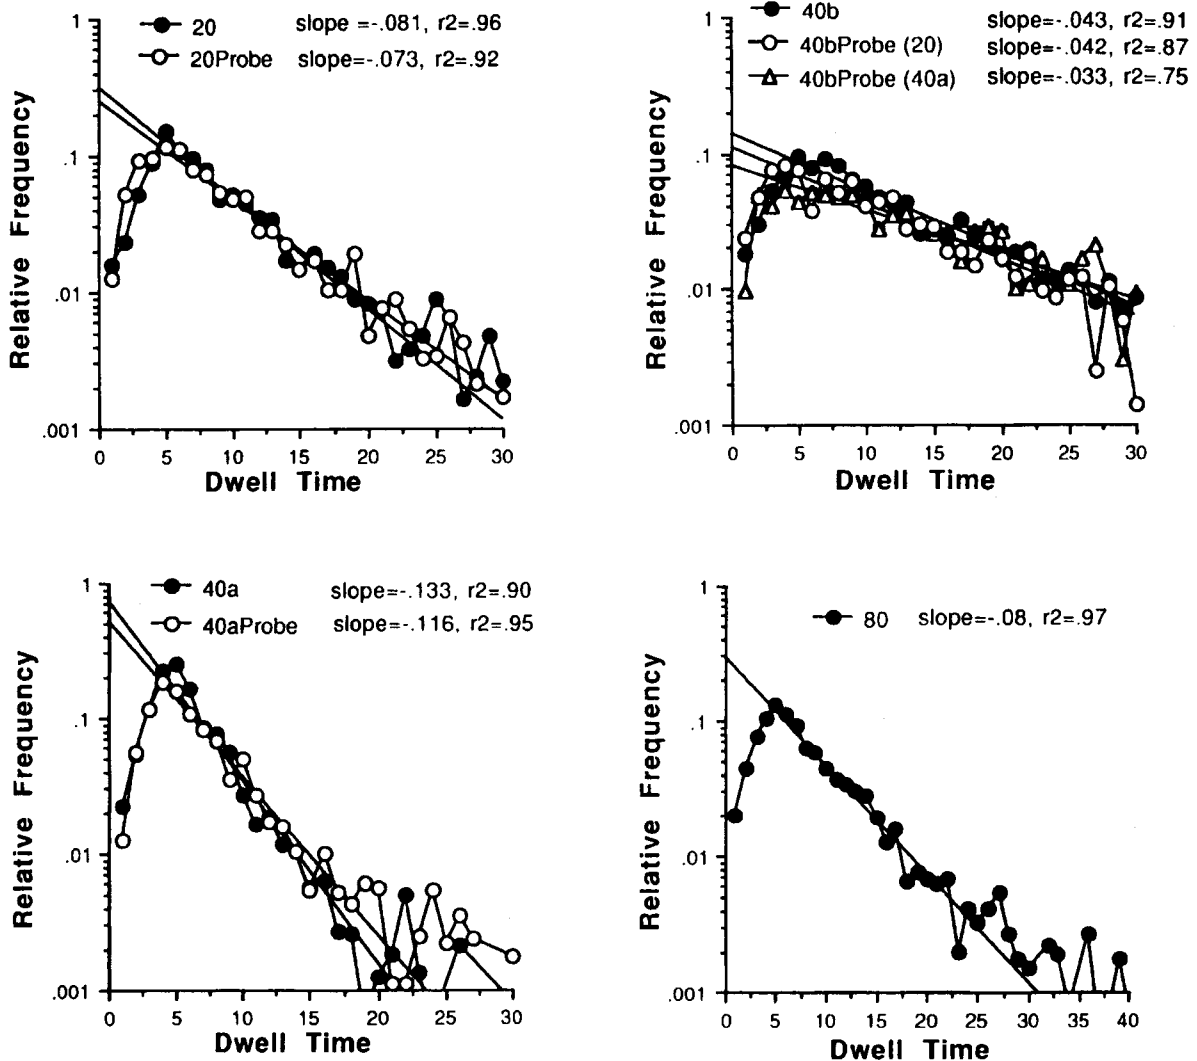 20 slope =-.081, r2=.96
20Probe slope=-.073, r2=.92
1
.1
.01
.001
Relative Frequency
0 5 10 15 20 25 30
Dwell Time
40b slope=-.043, r2=.91
40bProbe (20) slope=-.042, r2=.87
40bProbe (40a) slope=-.033, r2=.75
1
.1
.01
.001
Relative Frequency
0 5 10 15 20 25 30
Dwell Time
40a slope=-.133, r2=.90
40aProbe slope=-.116, r2=.95
1
.1
.01
.001
Relative Frequency
0 5 10 15 20 25 30
Dwell Time
80 slope=-.08, r2=.97
1
.1
.01
.001
Relative Frequency
0 5 10 15 20 25 30 35 40
Dwell Time